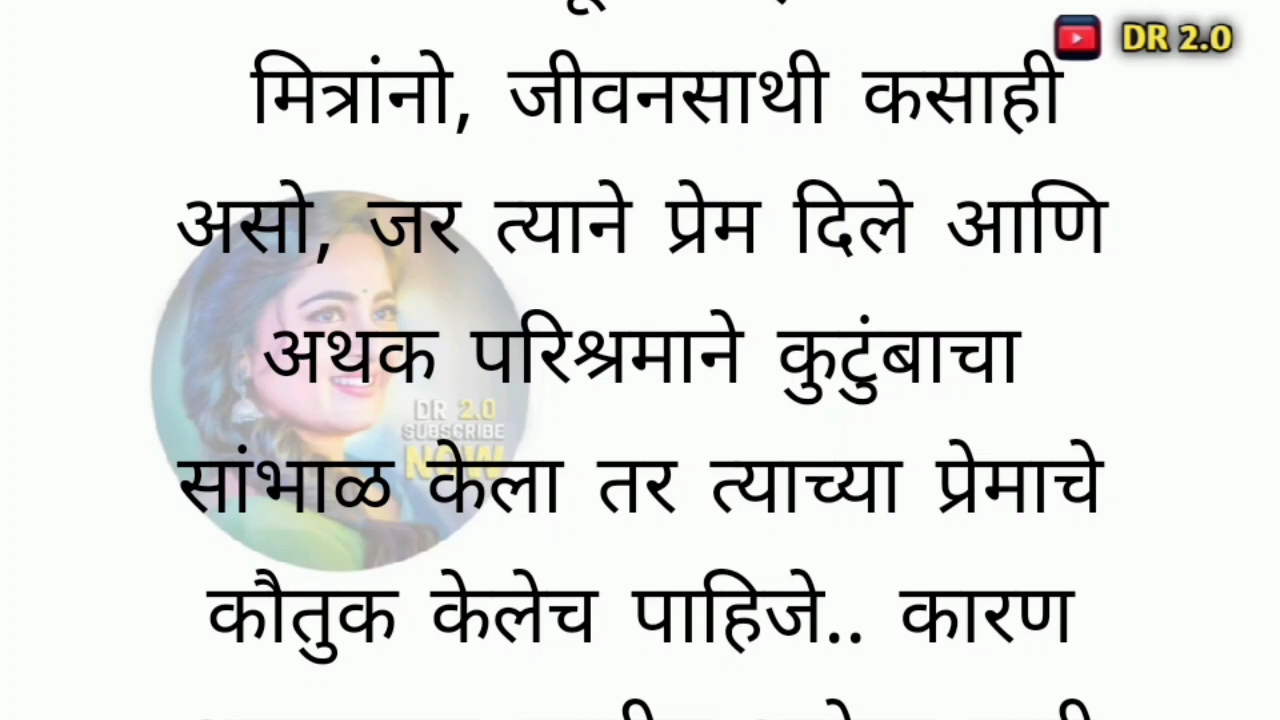 DR 2.0
मित्रांनो, जीवनसाथी कसाही
असो, जर त्याने प्रेम दिले आणि
अथक परिश्रमाने कुटुंबाचा
DR 2.0
SUBSCRIBE
NOW
सांभाळ केला तर त्याच्या प्रेमाचे
कौतुक केलेच पाहिजे.. कारण